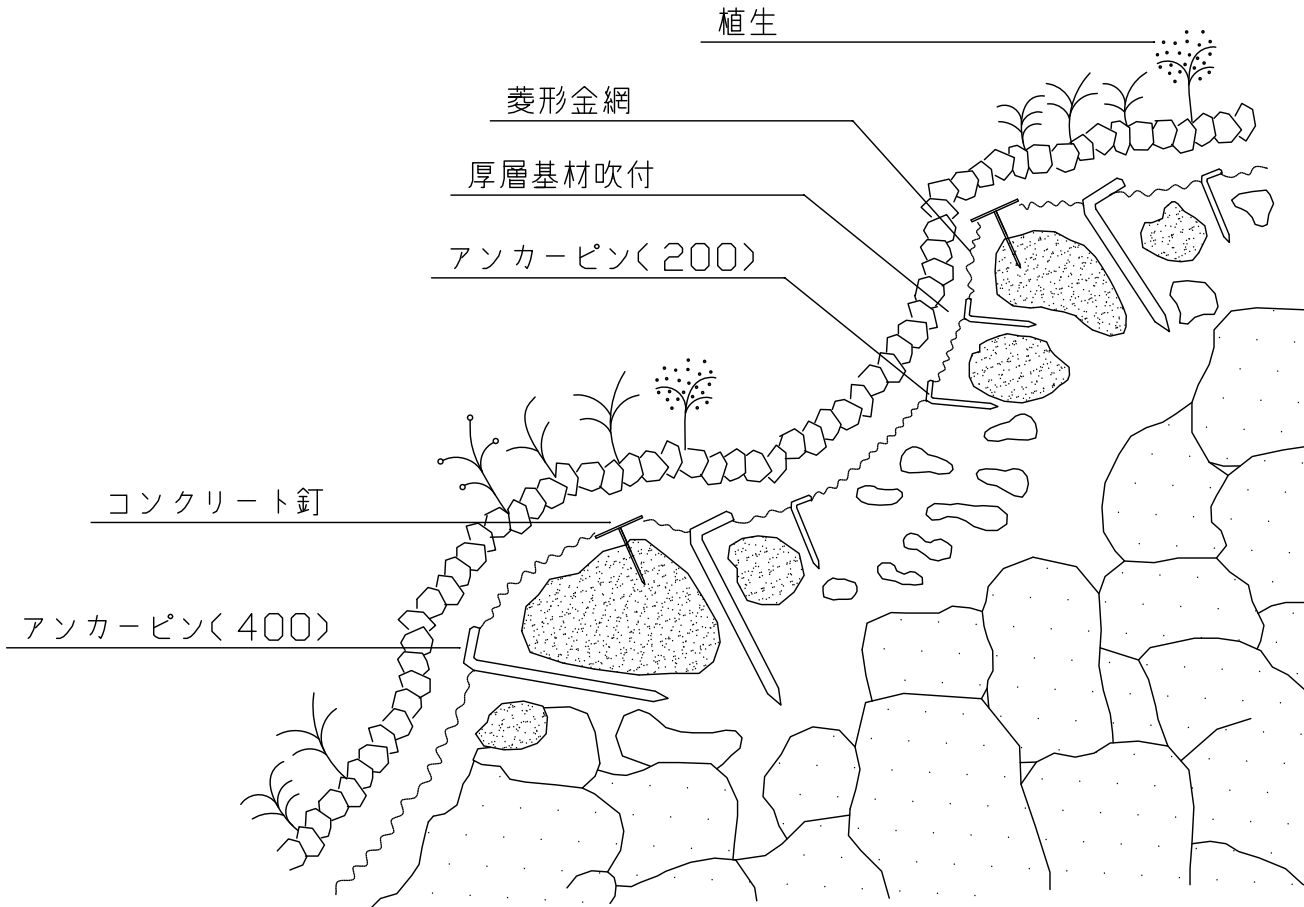 植生
菱形金網
厚層基材吹付
アンカーピン(200)
コンクリート釘
アンカーピン(400)